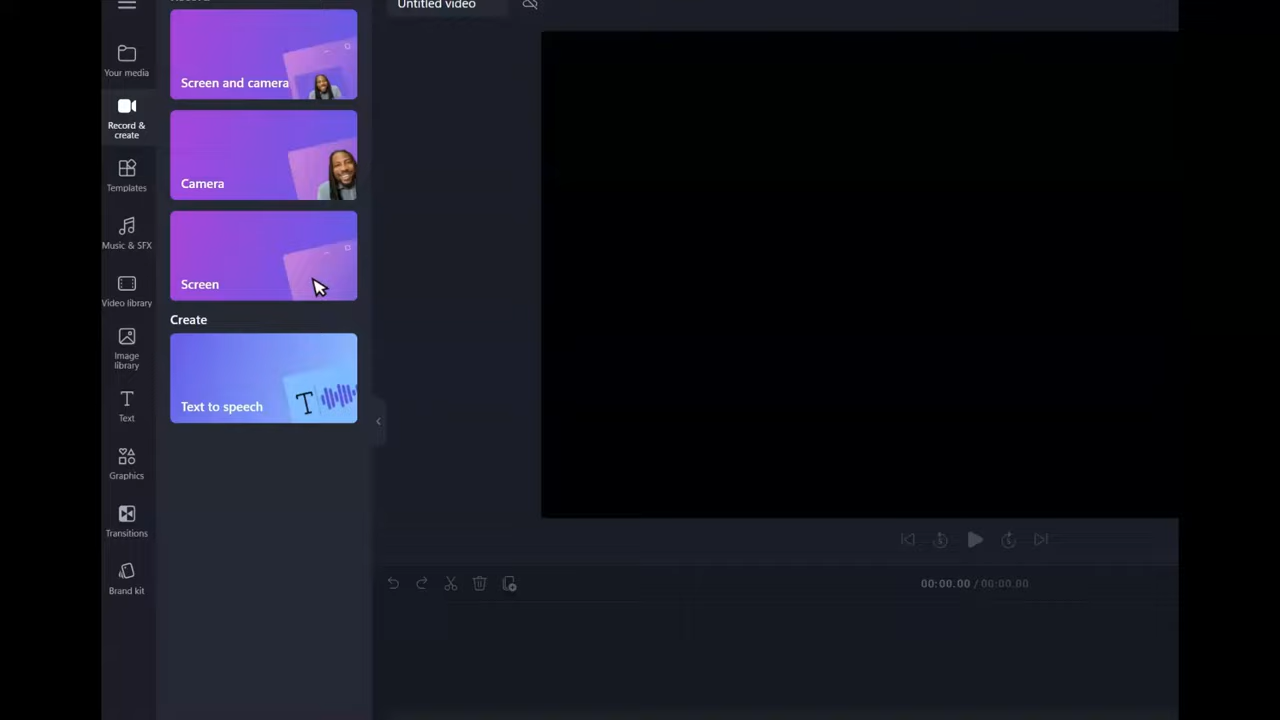 Untitled video
Your media
Record &
create
Templates
Music & SFX
Video library
Image
library
Text
Graphics
Transitions
Brand kit
Screen and camera
Camera
Screen
Create
Text to speech
T
00:00.00 / 00:00.00